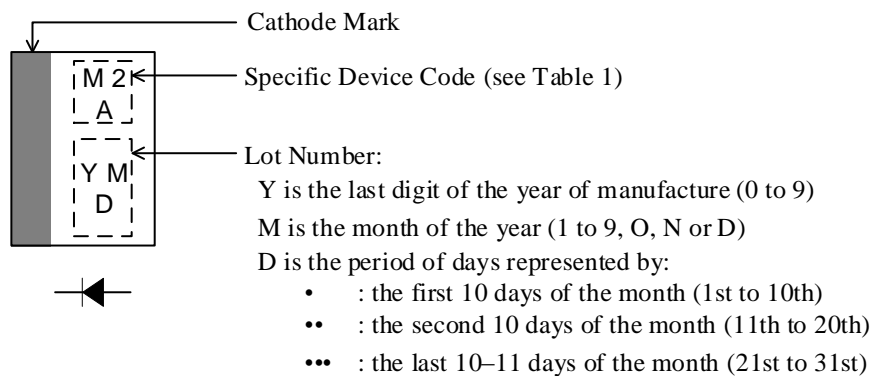 Cathode Mark
M 2
A
Specific Device Code (see Table 1)
Y M
D
Lot Number:
Y is the last digit of the year of manufacture (0 to 9)
M is the month of the year (1 to 9, O, N or D)
D is the period of days represented by:
• : the first 10 days of the month (1st to 10th)
•• : the second 10 days of the month (11th to 20th)
••• : the last 10–11 days of the month (21st to 31st)